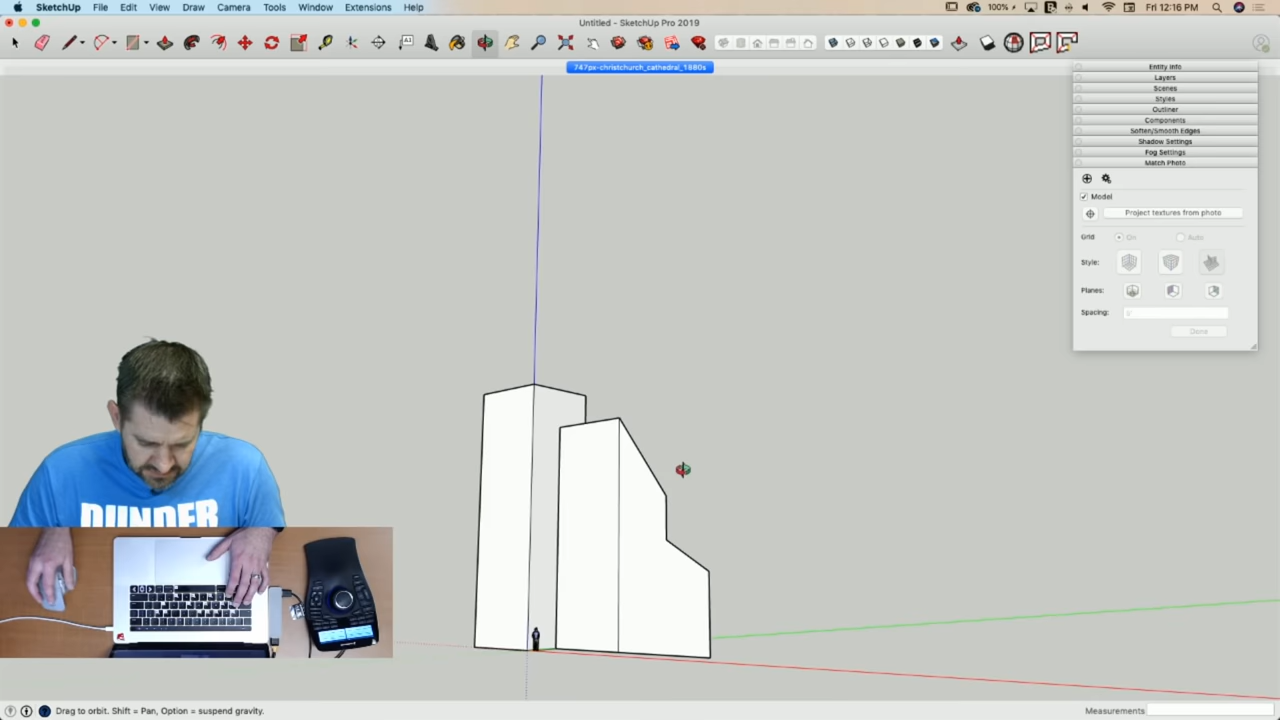 SketchUp File Edit View Draw Camera Tools Window Extensions Help
100% Fri 12:16 PM
Untitled - SketchUp Pro 2019
747px-christchurch_cathedral_1880s
Entity Info
Layers
Scenes
Styles
Outliner
Components
Soften/Smooth Edges
Shadow Settings
Fog Settings
Match Photo
Model
Project textures from photo
Grid On Auto
Style:
Planes:
Spacing:
Done
DUNDER
Drag to orbit. Shift = Pan, Option = suspend gravity.
Measurements